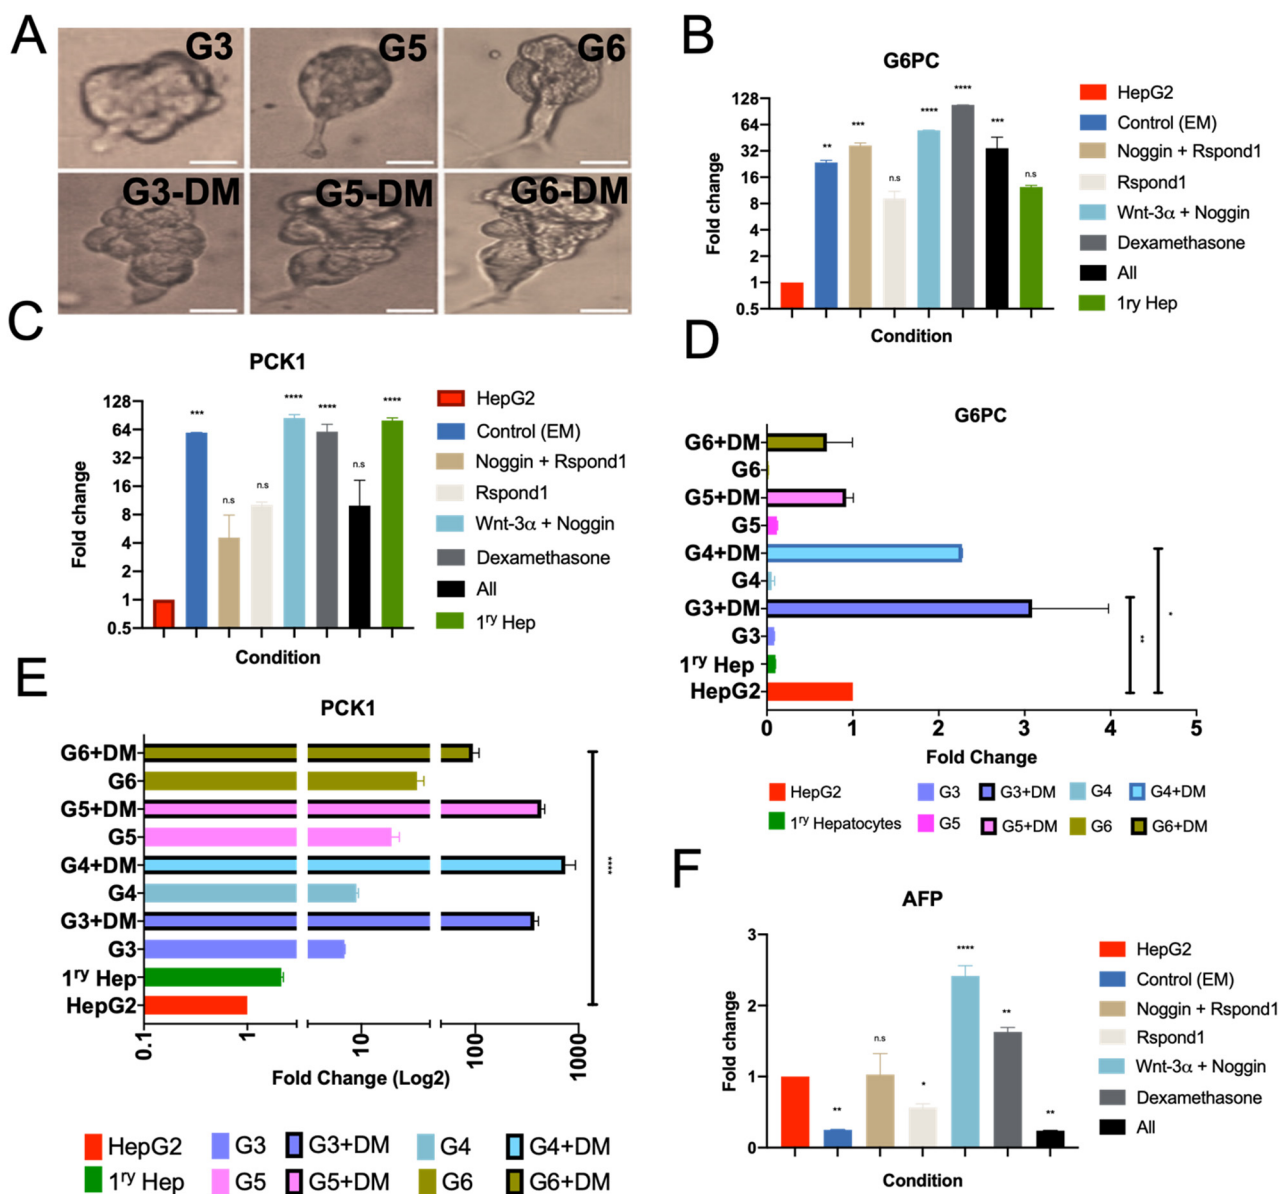 A
G3
G5
G6
G3-DM
G5-DM
G6-DM
B
G6PC
Fold change
128
64
32
16
8
4
2
1
0.5
**
***
n.s
****
****
***
n.s
Condition
HepG2
Control (EM)
Noggin + Rspond1
Rspond1
Wnt-3α + Noggin
Dexamethasone
All
1ry Hep
C
PCK1
Fold change
128
64
32
16
8
4
2
1
0.5
***
n.s
n.s
****
****
n.s
****
Condition
HepG2
Control (EM)
Noggin + Rspond1
Rspond1
Wnt-3α + Noggin
Dexamethasone
All
1ry Hep
D
G6PC
G6+DM
G6
G5+DM
G5
G4+DM
G4
G3+DM
G3
1ry Hep
HepG2
**
*
0 1 2 3 4 5
Fold Change
HepG2 G3 G3+DM G4 G4+DM
1ry Hepatocytes G5 G5+DM G6 G6+DM
E
PCK1
G6+DM
G6
G5+DM
G5
G4+DM
G4
G3+DM
G3
1ry Hep
HepG2
****
0.1 1 10 100 1000
Fold Change (Log2)
HepG2 G3 G3+DM G4 G4+DM
1ry Hep G5 G5+DM G6 G6+DM
F
AFP
Fold change
3
2
1
0
**
n.s
*
****
**
**
Condition
HepG2
Control (EM)
Noggin + Rspond1
Rspond1
Wnt-3α + Noggin
Dexamethasone
All